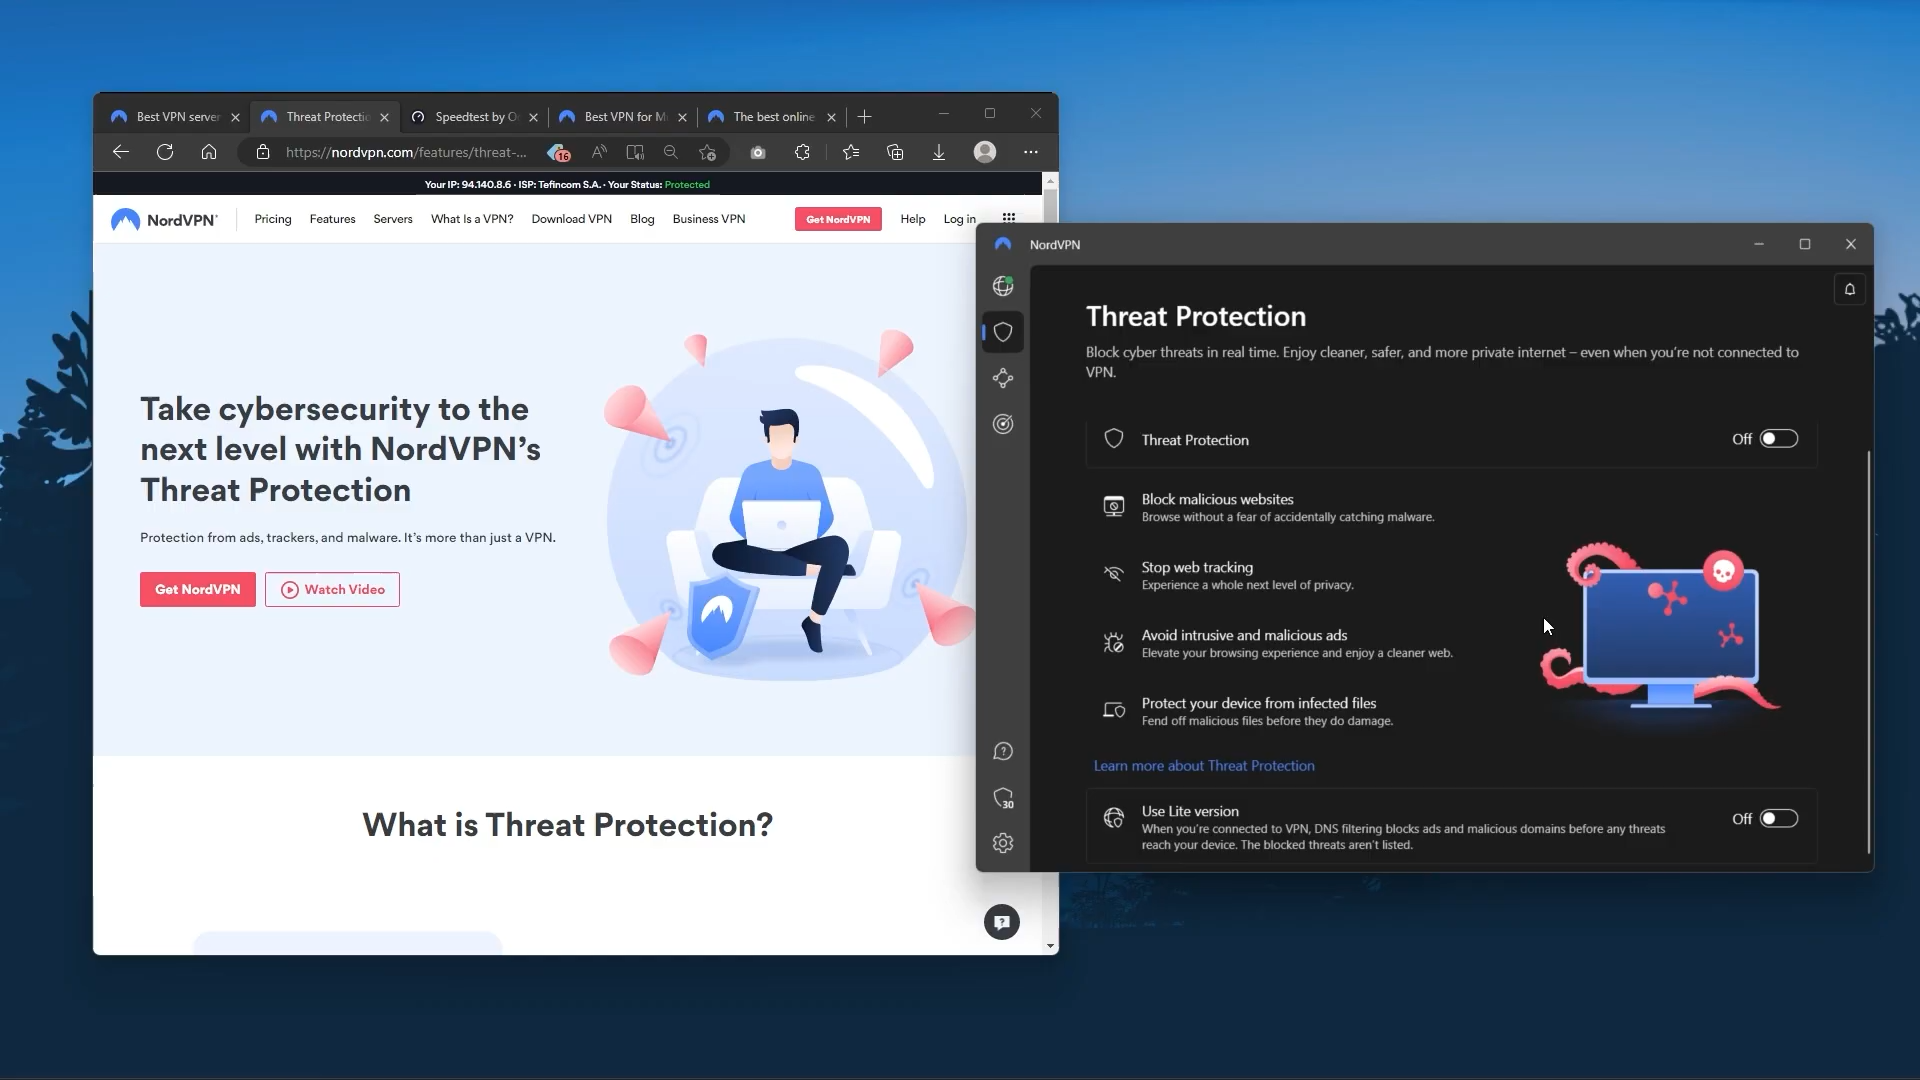 Best VPN server
Threat Protectio
Speedtest by O
Best VPN for M
The best online
https://nordvpn.com/features/threat-...
16
Your IP: 94.140.8.6 · ISP: Tefincom S.A. · Your Status: Protected
NordVPN®
Pricing
Features
Servers
What Is a VPN?
Download VPN
Blog
Business VPN
Get NordVPN
Help
Log in
Take cybersecurity to the
next level with NordVPN’s
Threat Protection
Protection from ads, trackers, and malware. It’s more than just a VPN.
Get NordVPN
Watch Video
What is Threat Protection?
NordVPN
Threat Protection
Block cyber threats in real time. Enjoy cleaner, safer, and more private internet – even when you’re not connected to
VPN.
Threat Protection
Off
Block malicious websites
Browse without a fear of accidentally catching malware.
Stop web tracking
Experience a whole next level of privacy.
Avoid intrusive and malicious ads
Elevate your browsing experience and enjoy a cleaner web.
Protect your device from infected files
Fend off malicious files before they do damage.
Learn more about Threat Protection
30
Use Lite version
Off
When you’re connected to VPN, DNS filtering blocks ads and malicious domains before any threats
reach your device. The blocked threats aren’t listed.